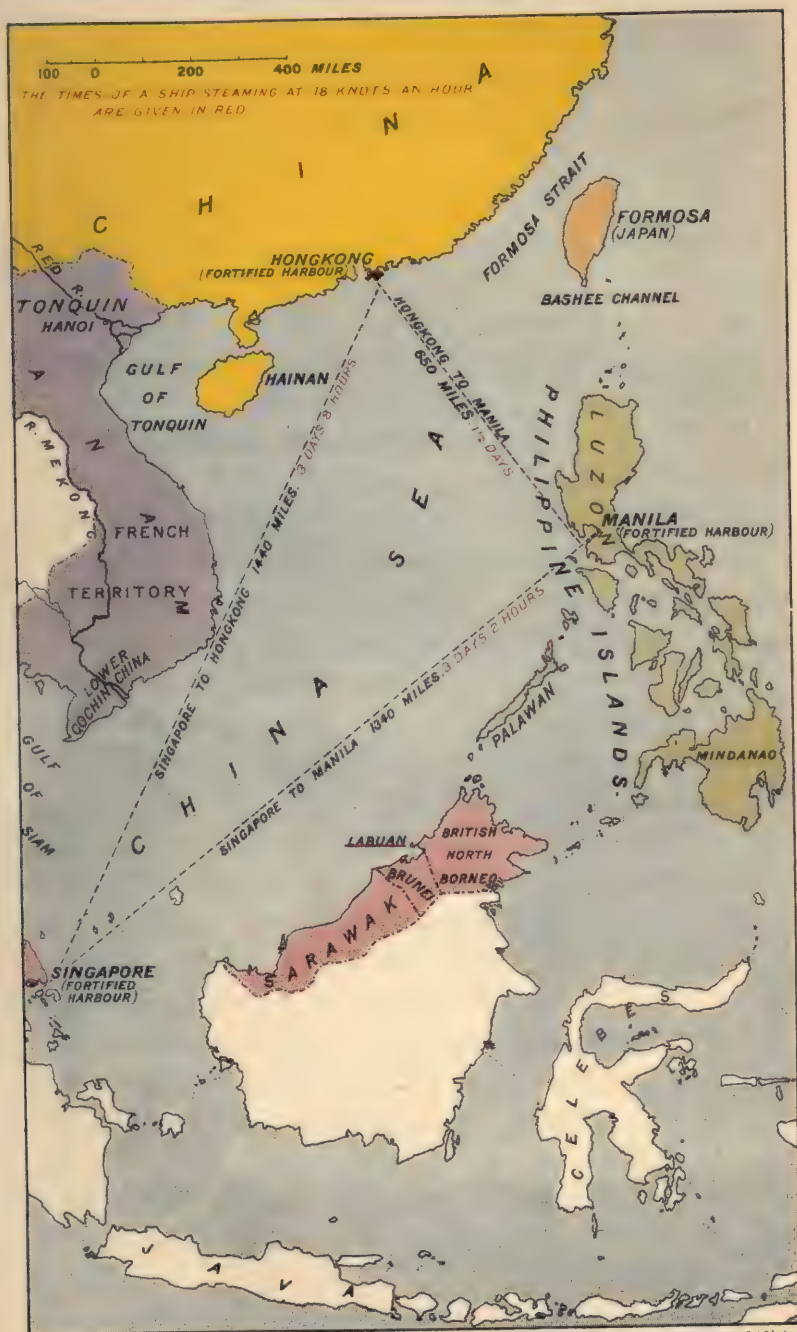 100 0 200 400 MILES
THE TIMES OF A SHIP STEAMING AT 18 KNOTS AN HOUR
ARE GIVEN IN RED
CHINA
FORMOSA STRAIT
FORMOSA
(JAPAN)
BASHEE CHANNEL
HONGKONG
(FORTIFIED HARBOUR)
RED R.
TONQUIN
HANOI
GULF
OF
TONQUIN
HAINAN
HONGKONG TO MANILA
650 MILES. 1½ DAYS
SINGAPORE TO HONGKONG 1440 MILES. 3 DAYS 8 HOURS
ANAM
R. MEKONG
FRENCH
TERRITORY
LOWER
COCHIN CHINA
GULF
OF
SIAM
CHINA SEA
PHILIPPINE ISLANDS.
LUZON
MANILA
(FORTIFIED HARBOUR)
SINGAPORE TO MANILA 1340 MILES. 3 DAYS 2 HOURS
PALAWAN
MINDANAO
LABUAN
BRITISH
NORTH
BORNEO
BRUNEI
SARAWAK
SINGAPORE
(FORTIFIED
HARBOUR)
CELEBES
JAVA